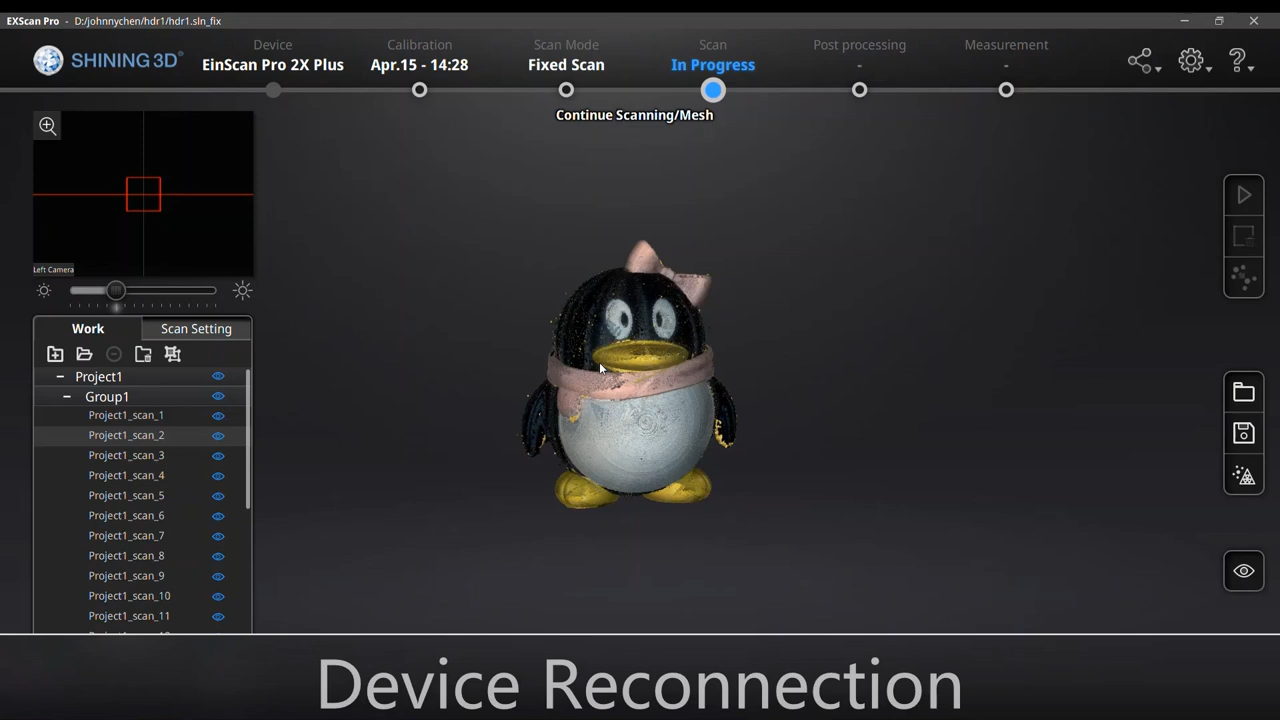 EXScan Pro - D:/johnnychen/hdr1/hdr1.sln_fix
SHINING 3D®
Device
EinScan Pro 2X Plus
Calibration
Apr.15 - 14:28
Scan Mode
Fixed Scan
Scan
In Progress
Post processing
-
Measurement
-
Continue Scanning/Mesh
Left Camera
Work
Scan Setting
Project1
Group1
Project1_scan_1
Project1_scan_2
Project1_scan_3
Project1_scan_4
Project1_scan_5
Project1_scan_6
Project1_scan_7
Project1_scan_8
Project1_scan_9
Project1_scan_10
Project1_scan_11
Device Reconnection